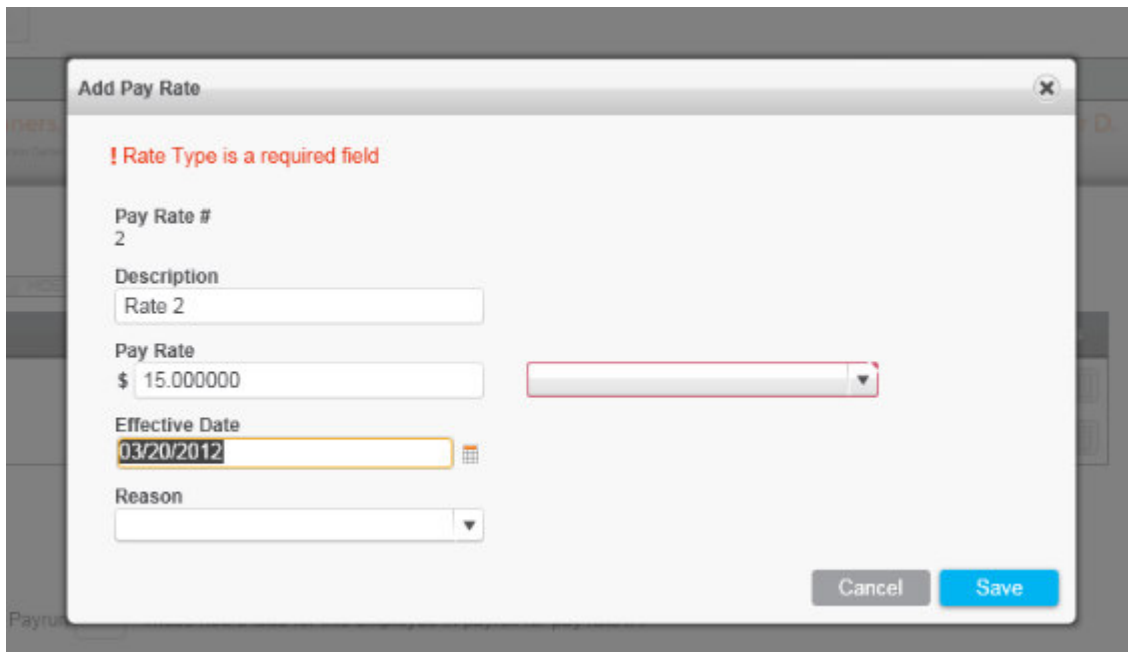 Add Pay Rate
! Rate Type is a required field
Pay Rate #
2
Description
Rate 2
Pay Rate
$ 15.000000
Effective Date
03/20/2012
Reason
Cancel Save
Payrun